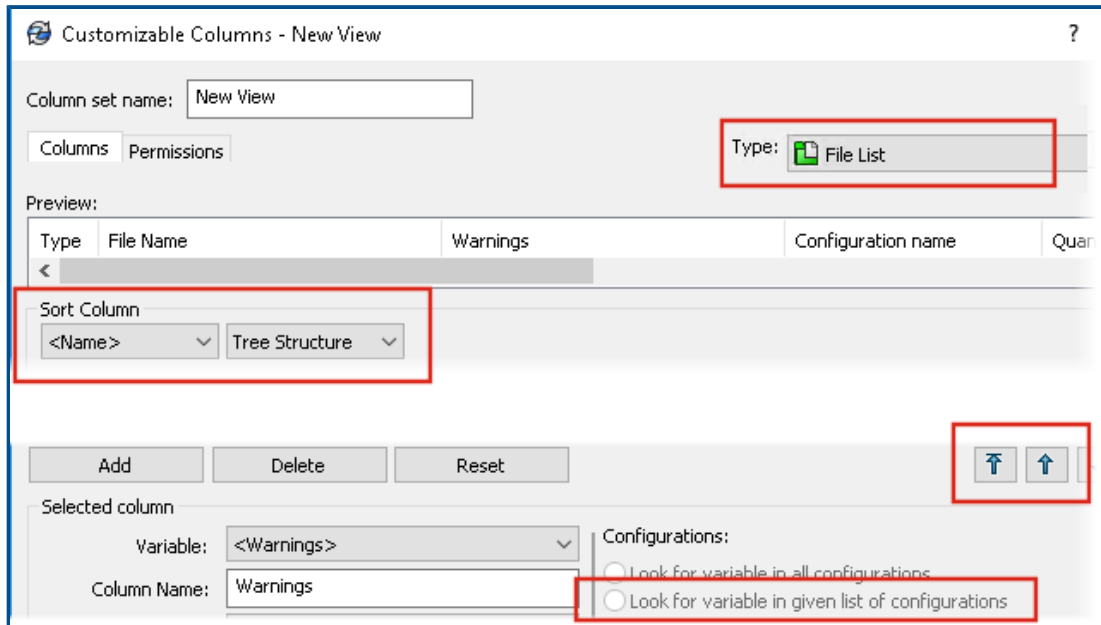 Customizable Columns - New View ?
Column set name: New View
Columns Permissions
Type: File List
Preview:
Type File Name Warnings Configuration name Quan
Sort Column
<Name> Tree Structure
Add Delete Reset
Selected column
Variable: <Warnings>
Configurations:
Look for variable in all configurations
Column Name: Warnings
Look for variable in given list of configurations